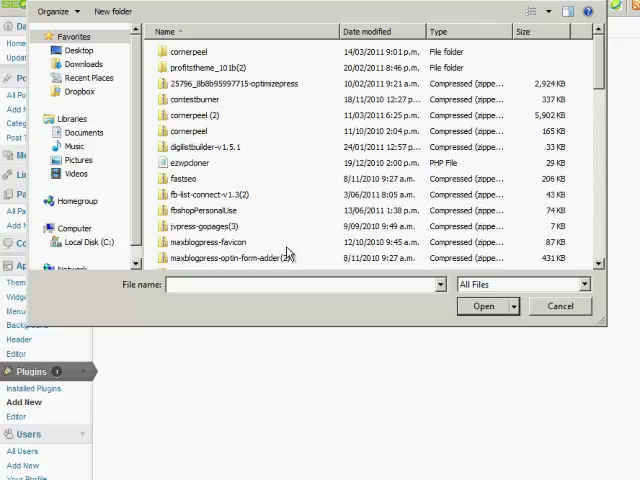 SEO
Organize
New folder
Favorites
Desktop
Downloads
Recent Places
Dropbox
Libraries
Documents
Music
Pictures
Videos
Homegroup
Computer
Local Disk (C:)
Name Date modified Type Size
cornerpeel 14/03/2011 9:01 p.m. File folder
profitstheme_101b(2) 20/02/2011 8:46 p.m. File folder
25796_8b8b95997715-optimizepress 10/02/2011 9:21 a.m. Compressed (zippe... 2,924 KB
contestburner 18/11/2010 12:27 p... Compressed (zippe... 337 KB
cornerpeel (2) 11/03/2011 6:25 p.m. Compressed (zippe... 5,902 KB
cornerpeel 11/10/2010 2:04 p.m. Compressed (zippe... 165 KB
digilistbuilder-v1.5.1 24/01/2011 12:57 p... Compressed (zippe... 33 KB
ezwpcloner 19/12/2010 2:00 p.m. PHP File 29 KB
fastseo 8/11/2010 9:27 a.m. Compressed (zippe... 206 KB
fb-list-connect-v1.3(2) 3/06/2011 8:05 a.m. Compressed (zippe... 43 KB
fbshopPersonalUse 13/06/2011 1:38 p.m. Compressed (zippe... 74 KB
jvpress-gopages(3) 9/09/2010 9:49 a.m. Compressed (zippe... 7 KB
maxblogpress-favicon 12/10/2010 9:45 a.m. Compressed (zippe... 87 KB
maxblogpress-optin-form-adder(2) 8/11/2010 9:27 a.m. Compressed (zippe... 431 KB
File name:
All Files
Open
Cancel
Home
Header
Editor
Plugins 1
Installed Plugins
Add New
Editor
Users
All Users
Add New
Your Profile